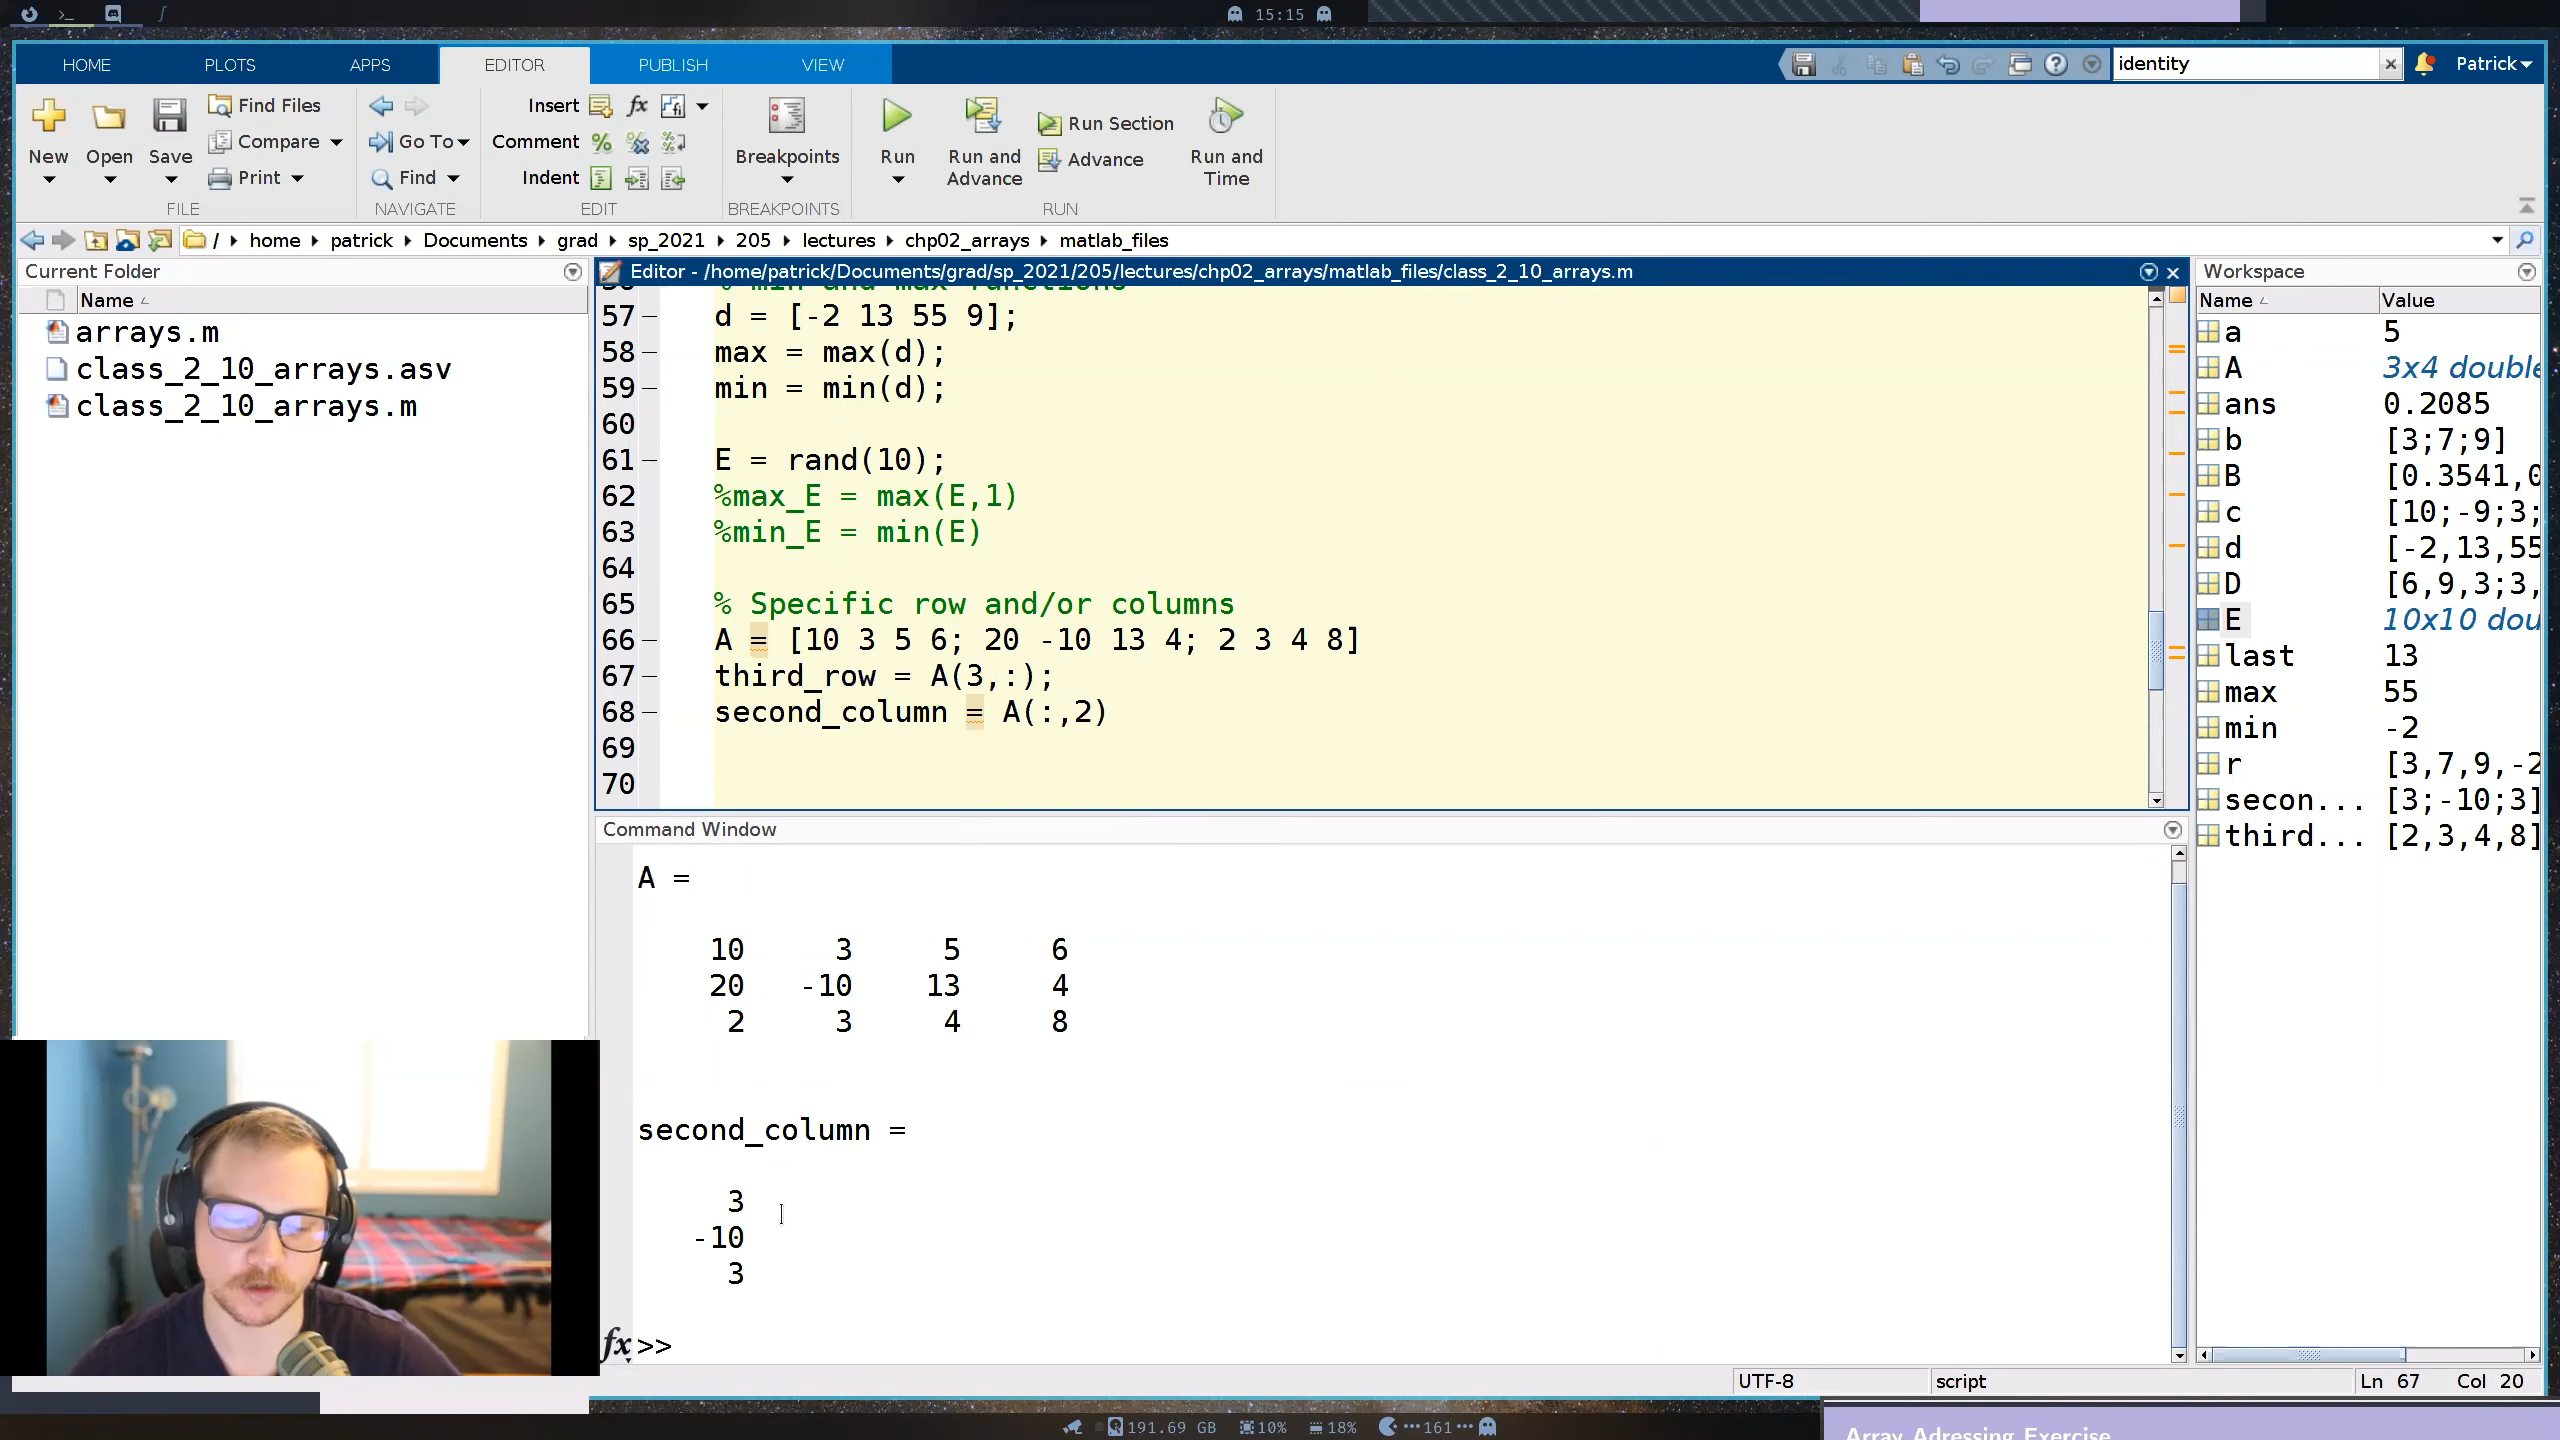 15:15
HOME PLOTS APPS EDITOR PUBLISH VIEW identity Patrick
New Open Save Find Files Compare Print FILE
Go To Find NAVIGATE
Insert fx Comment Indent EDIT
Breakpoints BREAKPOINTS
Run Run and Advance Run Section Advance Run and Time RUN
/ home patrick Documents grad sp_2021 205 lectures chp02_arrays matlab_files
Current Folder
Name
arrays.m
class_2_10_arrays.asv
class_2_10_arrays.m
Editor - /home/patrick/Documents/grad/sp_2021/205/lectures/chp02_arrays/matlab_files/class_2_10_arrays.m
% min and max functions
57 d = [-2 13 55 9];
58 max = max(d);
59 min = min(d);
60
61 E = rand(10);
62 %max_E = max(E,1)
63 %min_E = min(E)
64
65 % Specific row and/or columns
66 A = [10 3 5 6; 20 -10 13 4; 2 3 4 8]
67 third_row = A(3,:);
68 second_column = A(:,2)
69
70
Command Window
A =
10 3 5 6
20 -10 13 4
2 3 4 8
second_column =
3
-10
3
fx >>
Workspace
Name Value
a 5
A 3x4 double
ans 0.2085
b [3;7;9]
B [0.3541,0
c [10;-9;3;
d [-2,13,55
D [6,9,3;3,
E 10x10 dou
last 13
max 55
min -2
r [3,7,9,-2
secon... [3;-10;3]
third... [2,3,4,8]
UTF-8 script Ln 67 Col 20
191.69 GB 10% 18% 161
Array Adressing Exercise